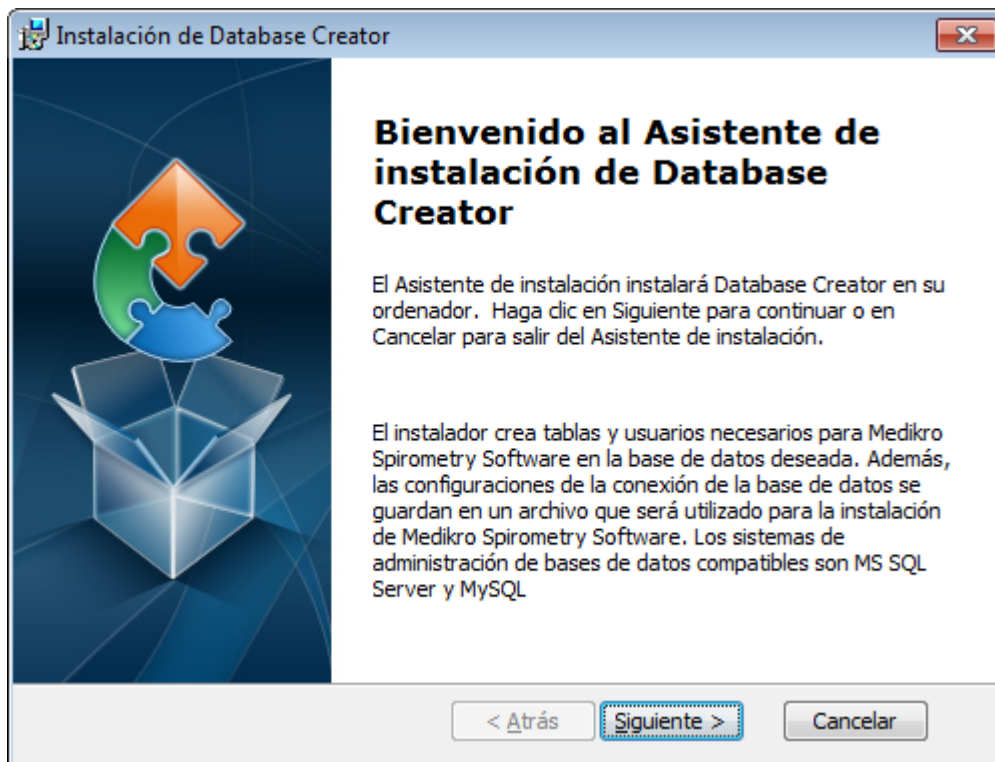 Instalación de Database Creator
Bienvenido al Asistente de
instalación de Database
Creator
El Asistente de instalación instalará Database Creator en su
ordenador.  Haga clic en Siguiente para continuar o en
Cancelar para salir del Asistente de instalación.
El instalador crea tablas y usuarios necesarios para Medikro
Spirometry Software en la base de datos deseada. Además,
las configuraciones de la conexión de la base de datos se
guardan en un archivo que será utilizado para la instalación
de Medikro Spirometry Software. Los sistemas de
administración de bases de datos compatibles son MS SQL
Server y MySQL
< Atrás
Siguiente >
Cancelar